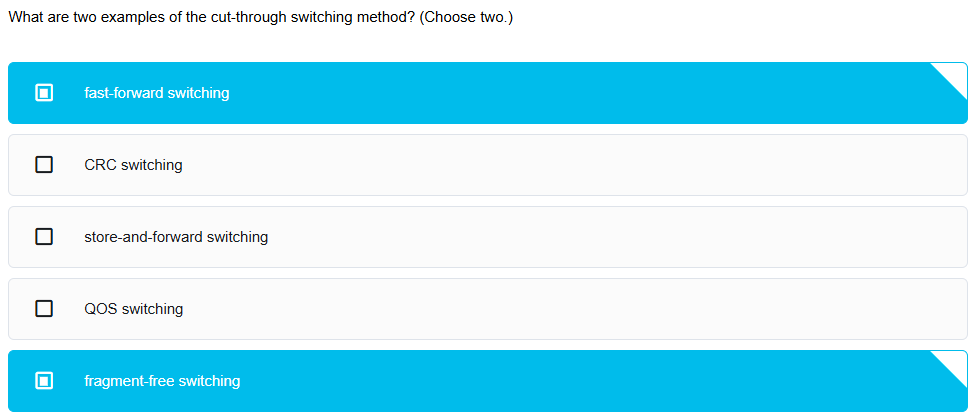 What are two examples of the cut-through switching method? (Choose two.)
fast-forward switching
CRC switching
store-and-forward switching
QOS switching
fragment-free switching